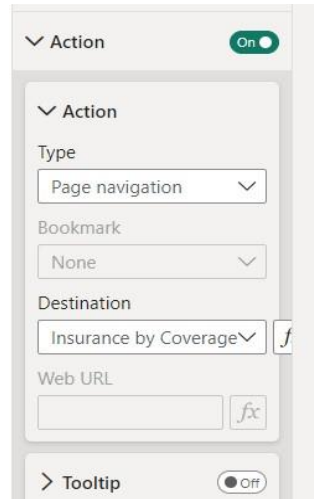 Action On
Action
Type
Page navigation
Bookmark
None
Destination
Insurance by Coverage
Web URL
fx
Tooltip Off